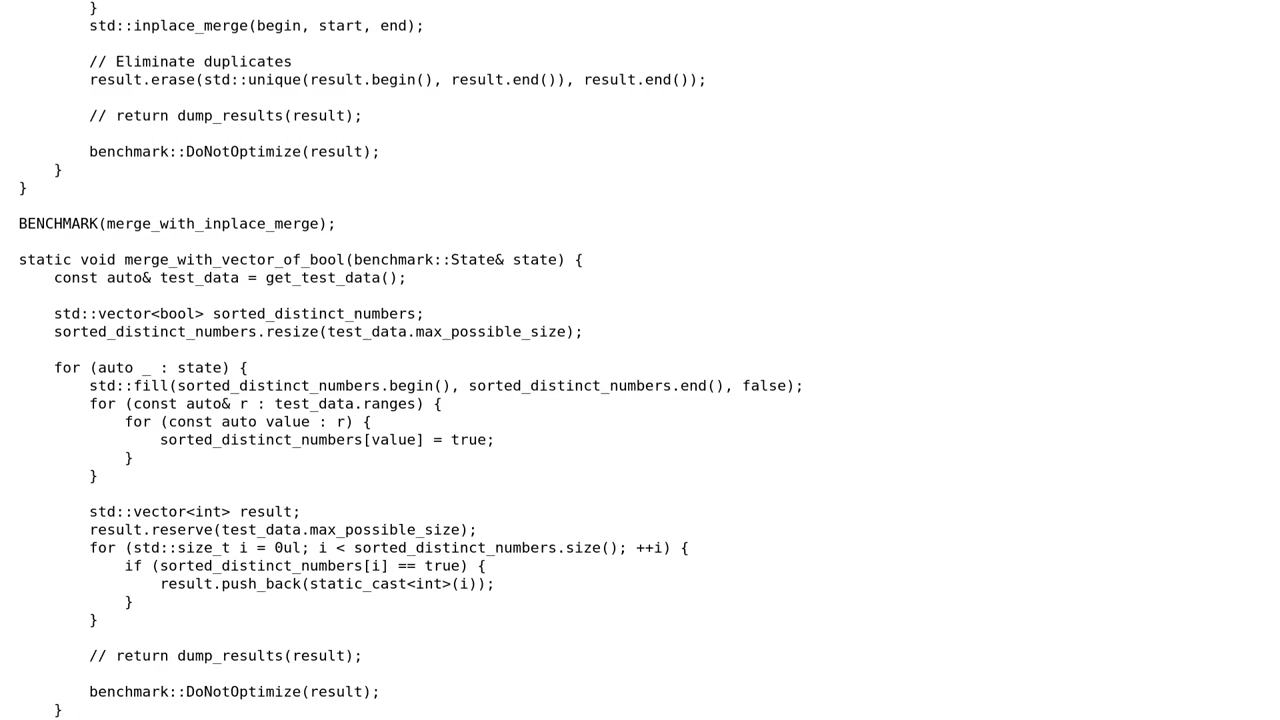 }
        std::inplace_merge(begin, start, end);

        // Eliminate duplicates
        result.erase(std::unique(result.begin(), result.end()), result.end());

        // return dump_results(result);

        benchmark::DoNotOptimize(result);
    }
}

BENCHMARK(merge_with_inplace_merge);

static void merge_with_vector_of_bool(benchmark::State& state) {
    const auto& test_data = get_test_data();

    std::vector<bool> sorted_distinct_numbers;
    sorted_distinct_numbers.resize(test_data.max_possible_size);

    for (auto _ : state) {
        std::fill(sorted_distinct_numbers.begin(), sorted_distinct_numbers.end(), false);
        for (const auto& r : test_data.ranges) {
            for (const auto value : r) {
                sorted_distinct_numbers[value] = true;
            }
        }

        std::vector<int> result;
        result.reserve(test_data.max_possible_size);
        for (std::size_t i = 0ul; i < sorted_distinct_numbers.size(); ++i) {
            if (sorted_distinct_numbers[i] == true) {
                result.push_back(static_cast<int>(i));
            }
        }

        // return dump_results(result);

        benchmark::DoNotOptimize(result);
    }